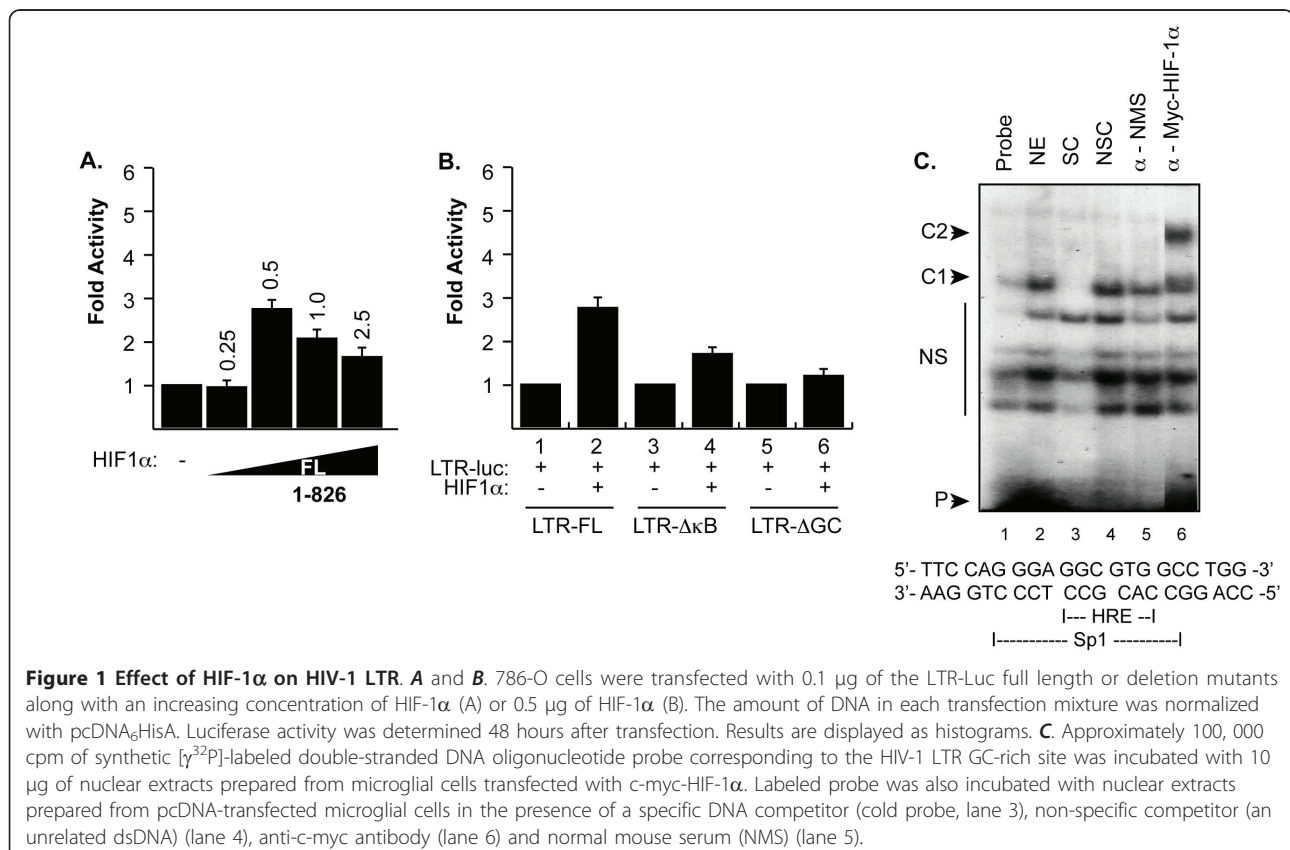 A.
Fold Activity
6
5
4
3
2
1
0.25
0.5
1.0
2.5
HIF1α: -
FL
1-826
B.
Fold Activity
6
5
4
3
2
1
1 2 3 4 5 6
LTR-luc: + + + + + +
HIF1α: - + - + - +
LTR-FL LTR-ΔκB LTR-ΔGC
C.
Probe
NE
SC
NSC
α - NMS
α - Myc-HIF-1α
C2
C1
NS
P
1 2 3 4 5 6
5’- TTC CAG GGA GGC GTG GCC TGG -3’
3’- AAG GTC CCT CCG CAC CGG ACC -5’
I--- HRE --I
I----------- Sp1 ----------I
Figure 1 Effect of HIF-1α on HIV-1 LTR. A and B. 786-O cells were transfected with 0.1 μg of the LTR-Luc full length or deletion mutants
along with an increasing concentration of HIF-1α (A) or 0.5 μg of HIF-1α (B). The amount of DNA in each transfection mixture was normalized
with pcDNA₆HisA. Luciferase activity was determined 48 hours after transfection. Results are displayed as histograms. C. Approximately 100, 000
cpm of synthetic [γ³²P]-labeled double-stranded DNA oligonucleotide probe corresponding to the HIV-1 LTR GC-rich site was incubated with 10
μg of nuclear extracts prepared from microglial cells transfected with c-myc-HIF-1α. Labeled probe was also incubated with nuclear extracts
prepared from pcDNA-transfected microglial cells in the presence of a specific DNA competitor (cold probe, lane 3), non-specific competitor (an
unrelated dsDNA) (lane 4), anti-c-myc antibody (lane 6) and normal mouse serum (NMS) (lane 5).